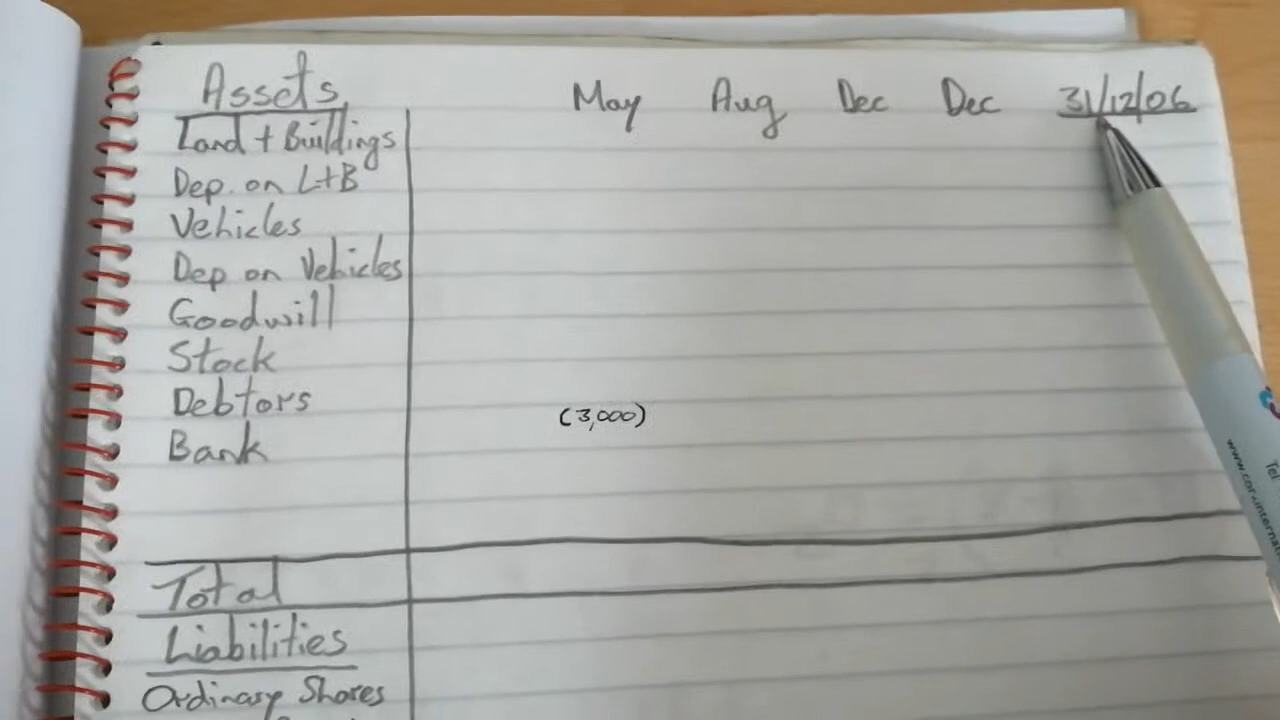 Assets May Aug Dec Dec 31/12/06
Land + Buildings
Dep. on L+B
Vehicles
Dep on Vehicles
Goodwill
Stock
Debtors (3,000)
Bank
Total
Liabilities
Ordinary Shares
Tel